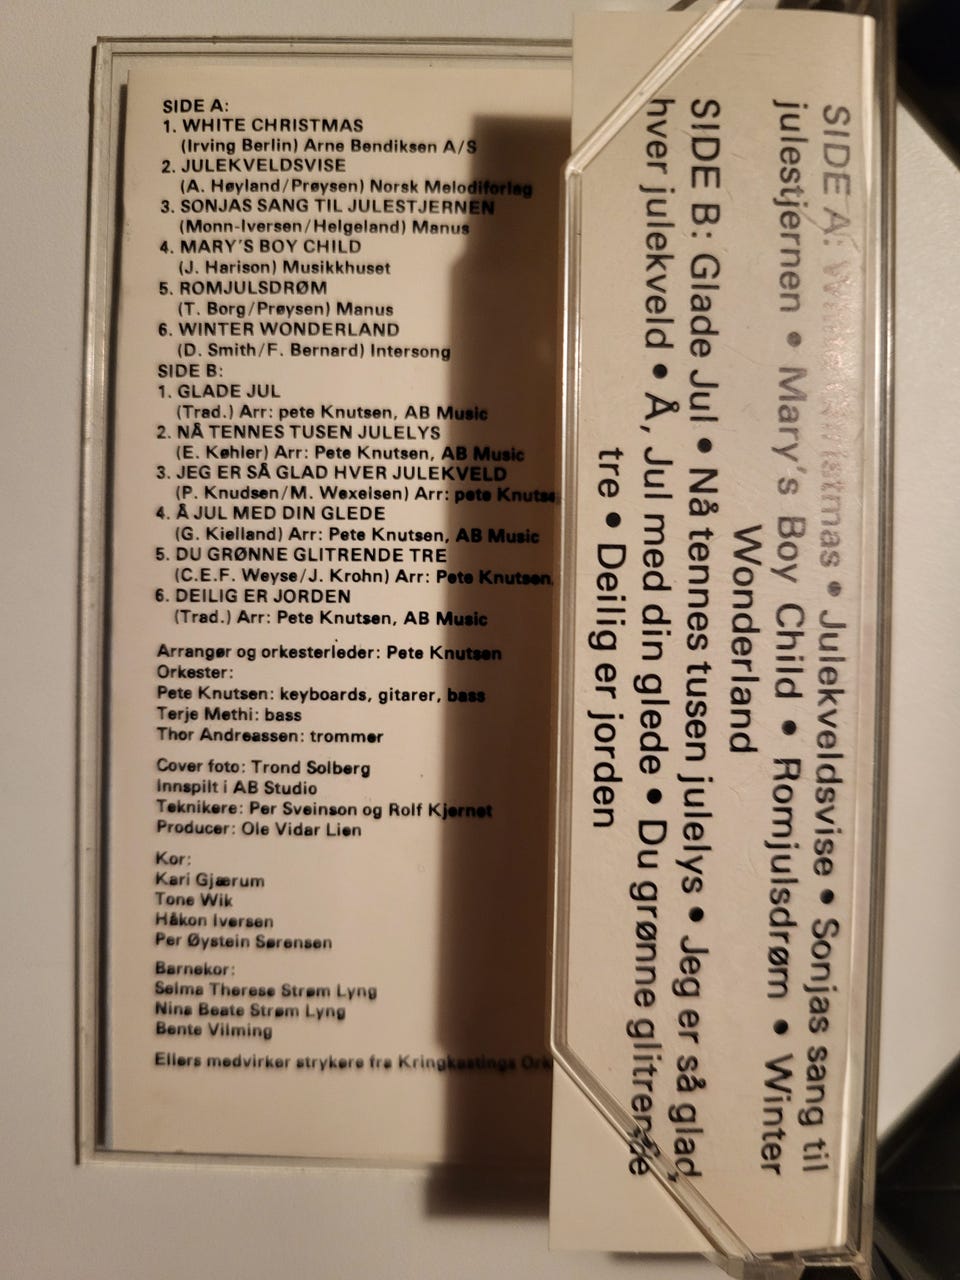 SIDE A:
1. WHITE CHRISTMAS
(Irving Berlin) Arne Bendiksen A/S
2. JULEKVELDSVISE
(A. Høyland/Prøysen) Norsk Melodiforlag
3. SONJAS SANG TIL JULESTJERNEN
(Monn-Iversen/Helgeland) Manus
4. MARY'S BOY CHILD
(J. Harison) Musikkhuset
5. ROMJULSDRØM
(T. Borg/Prøysen) Manus
6. WINTER WONDERLAND
(D. Smith/F. Bernard) Intersong
SIDE B:
1. GLADE JUL
(Trad.) Arr: pete Knutsen, AB Music
2. NÅ TENNES TUSEN JULELYS
(E. Køhler) Arr: Pete Knutsen, AB Music
3. JEG ER SÅ GLAD HVER JULEKVELD
(P. Knudsen/M. Wexelsen) Arr: pete
4. Å JUL MED DIN GLEDE
(G. Kielland) Arr: Pete Knutsen, AB Music
5. DU GRØNNE GLITRENDE TRE
(C.E.F. Weyse/J. Krohn) Arr: Pete Knutsen,
6. DEILIG ER JORDEN
(Trad.) Arr: Pete Knutsen, AB Music
Arrangør og orkesterleder: Pete Knutsen
Orkester:
Pete Knutsen: keyboards, gitarer, bass
Terje Methi: bass
Thor Andreassen: trommer
Cover foto: Trond Solberg
Innspilt i AB Studio
Teknikere: Per Sveinson og Rolf Kjernet
Producer: Ole Vidar Lien
Kor:
Kari Gjærum
Tone Wik
Håkon Iversen
Per Øystein Sørensen
Barnekor:
Selma Therese Strøm Lyng
Nina Beate Strøm Lyng
Bente Vilming
Ellers medvirker strykere fra Kringkastings
SIDE A: White Christmas • Julekveldsvise • Sonjas sang til
julestjernen • Mary's Boy Child • Romjulsdrøm • Winter
Wonderland
SIDE B: Glade Jul • Nå tennes tusen julelys • Jeg er så glad
hver julekveld • Å, Jul med din glede • Du grønne glitrende
tre • Deilig er jorden